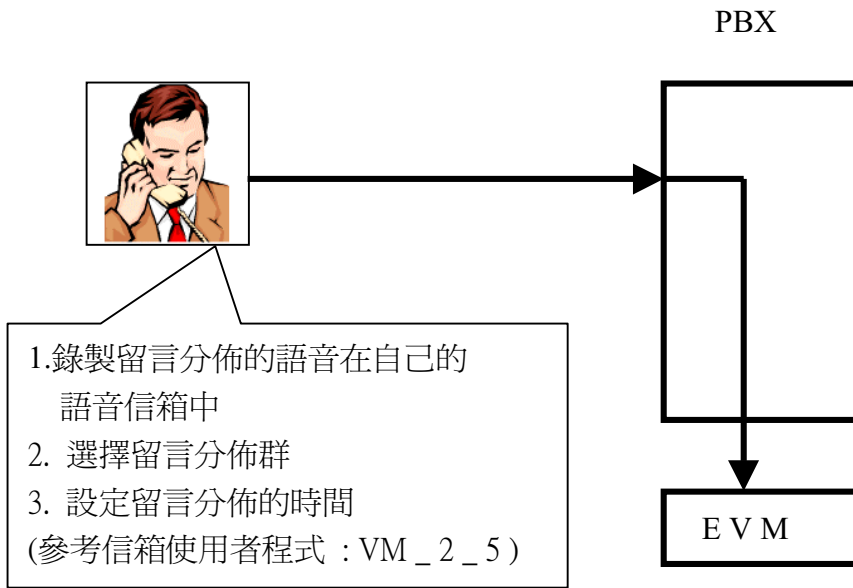 PBX
1.錄製留言分佈的語音在自己的
語音信箱中
2. 選擇留言分佈群
3. 設定留言分佈的時間
(參考信箱使用者程式 : VM _ 2 _ 5 )
E V M